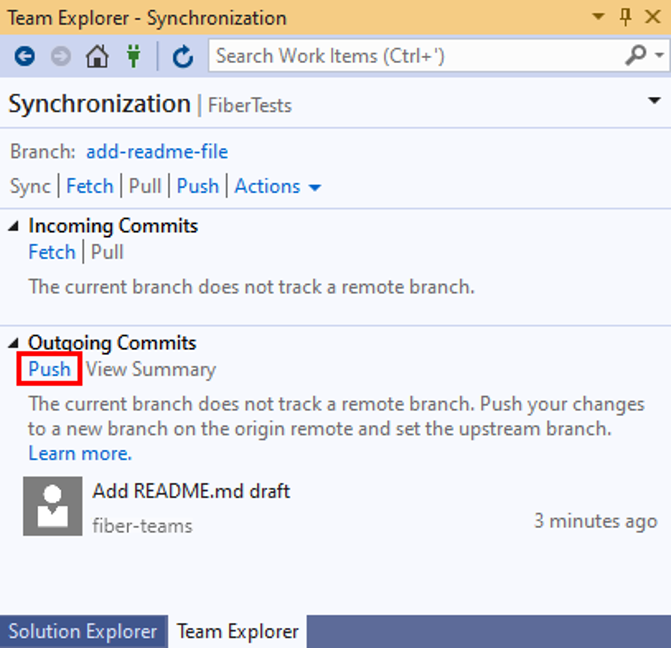 Team Explorer - Synchronization
Search Work Items (Ctrl+')
Synchronization | FiberTests
Branch: add-readme-file
Sync | Fetch | Pull | Push | Actions
Incoming Commits
Fetch | Pull
The current branch does not track a remote branch.
Outgoing Commits
Push View Summary
The current branch does not track a remote branch. Push your changes
to a new branch on the origin remote and set the upstream branch.
Learn more.
Add README.md draft
fiber-teams 3 minutes ago
Solution Explorer Team Explorer